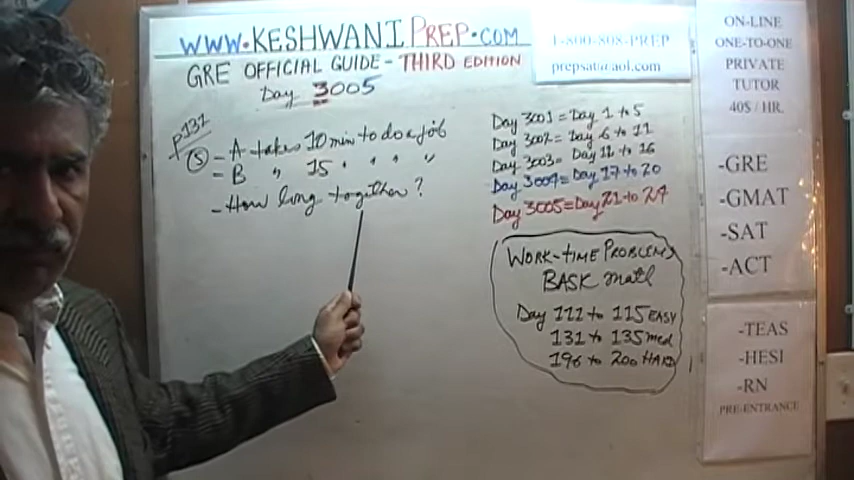 WWW.KESHWANIPREP.COM
GRE OFFICIAL GUIDE - THIRD EDITION
Day 3005
p131
(5) - A takes 10 min to do a job
- B " 15 " " " "
- How long together?
Day 3001 = Day 1 to 5
Day 3002 = Day 6 to 11
Day 3003 = Day 11 to 16
Day 3004 = Day 17 to 20
Day 3005 = Day 21 to 24
WORK-TIME PROBLEMS
BASIC math
Day 111 to 115 EASY
131 to 135 med
196 to 200 HARD
1-800-808-PREP
prepsat@aol.com
ON-LINE
ONE-TO-ONE
PRIVATE
TUTOR
40$ / HR.
-GRE
-GMAT
-SAT
-ACT
-TEAS
-HESI
-RN
PRE-ENTRANCE